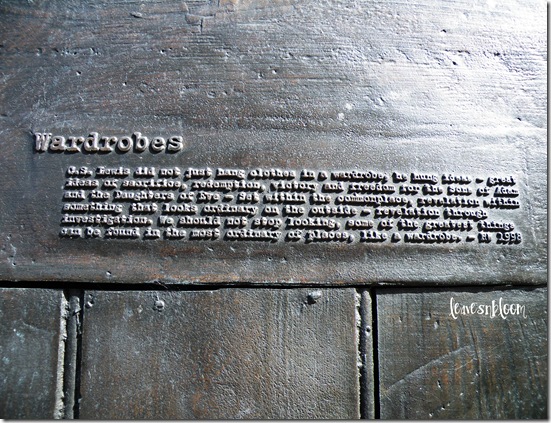 Wardrobes
C.S. Lewis did not just hang clothes in a wardrobe, he hung ideas - great
ideas of sacrifice, redemption, victory and freedom for the Sons of Adam
and the Daughters of Eve - Set within the commonplace, revelation within
something that looks ordinary on the outside - revelation through
investigation. We should not stop looking, some of the greatest things
can be found in the most ordinary of places, like a wardrobe. - RW 1998
leavesnbloom